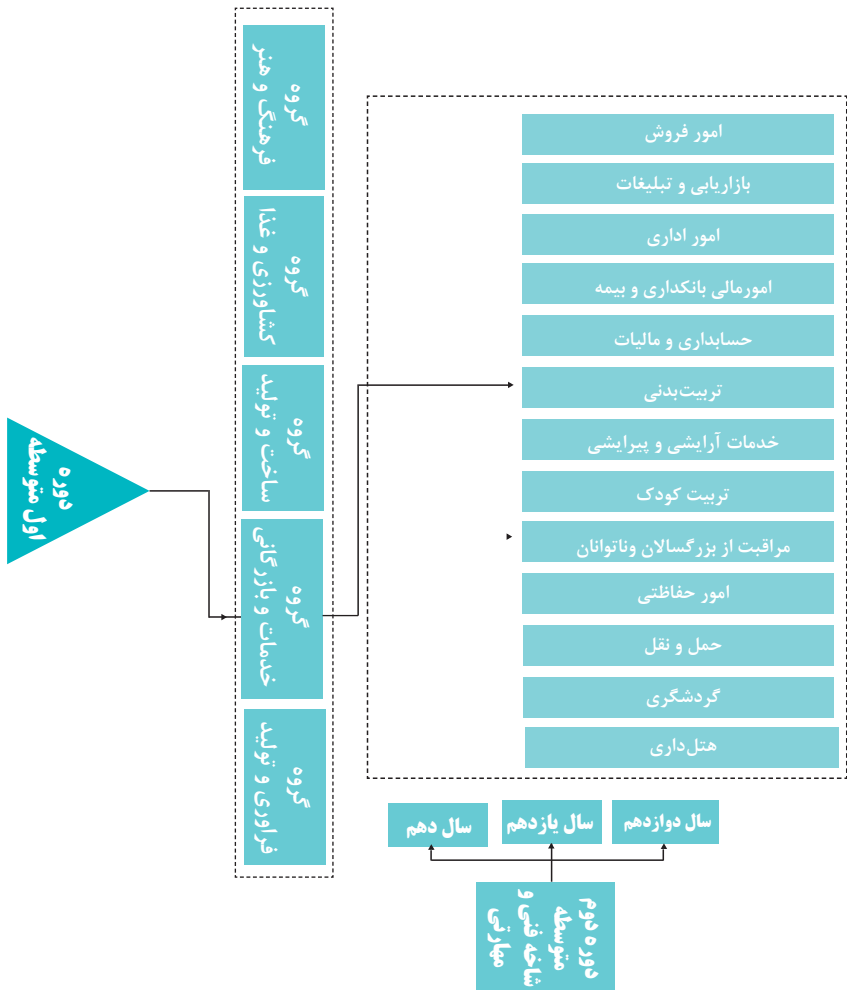 دوره
اول متوسطه
گروه
فرهنگ و هنر
گروه
کشاورزی و غذا
گروه
ساخت و تولید
گروه
خدمات و بازرگانی
گروه
فراوری و تولید
امور فروش
بازاریابی و تبلیغات
امور اداری
امورمالی بانکداری و بیمه
حسابداری و مالیات
تربیت‌بدنی
خدمات آرایشی و پیرایشی
تربیت کودک
مراقبت از بزرگسالان وناتوانان
امور حفاظتی
حمل و نقل
گردشگری
هتل‌داری
سال دهم
سال یازدهم
سال دوازدهم
دوره دوم
متوسطه
شاخه فنی و
مهارتی